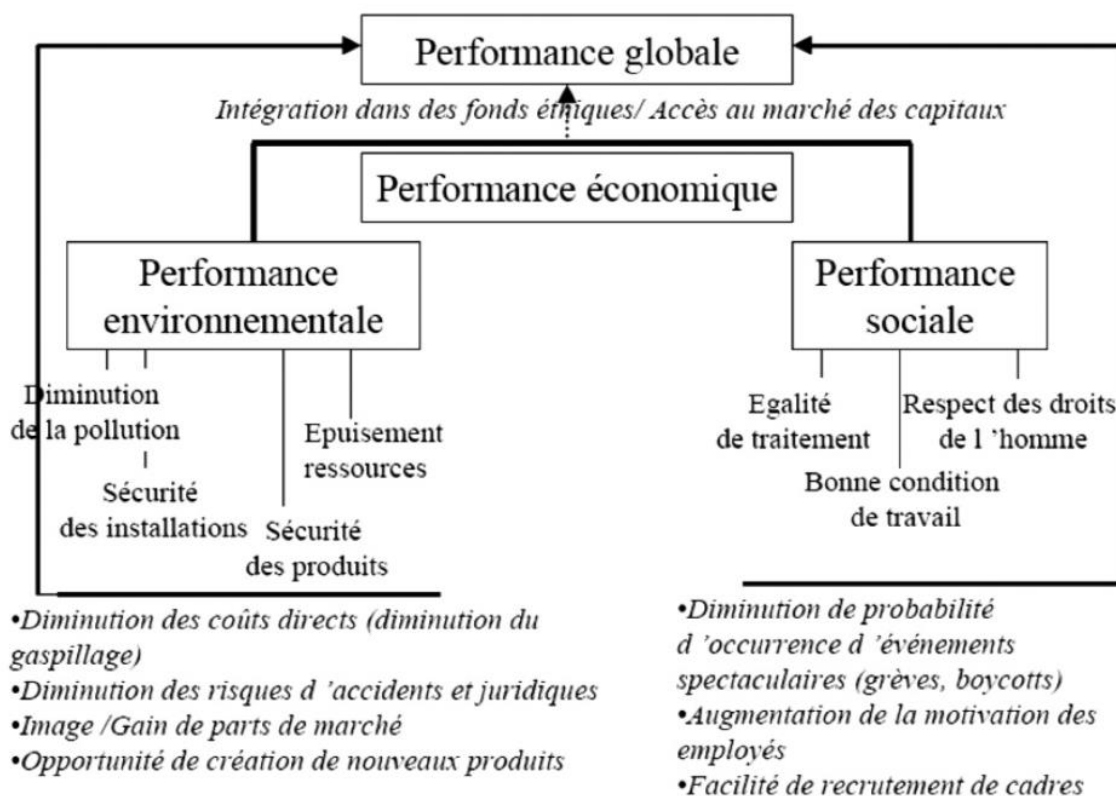 Performance globale
Intégration dans des fonds éthiques/ Accès au marché des capitaux
Performance économique
Performance
environnementale
Diminution
de la pollution
Sécurité
des installations
Epuisement
ressources
Sécurité
des produits
Performance
sociale
Egalité
de traitement
Respect des droits
de l ’homme
Bonne condition
de travail
•Diminution des coûts directs (diminution du
gaspillage)
•Diminution des risques d ’accidents et juridiques
•Image /Gain de parts de marché
•Opportunité de création de nouveaux produits
•Diminution de probabilité
d ’occurrence d ’événements
spectaculaires (grèves, boycotts)
•Augmentation de la motivation des
employés
•Facilité de recrutement de cadres